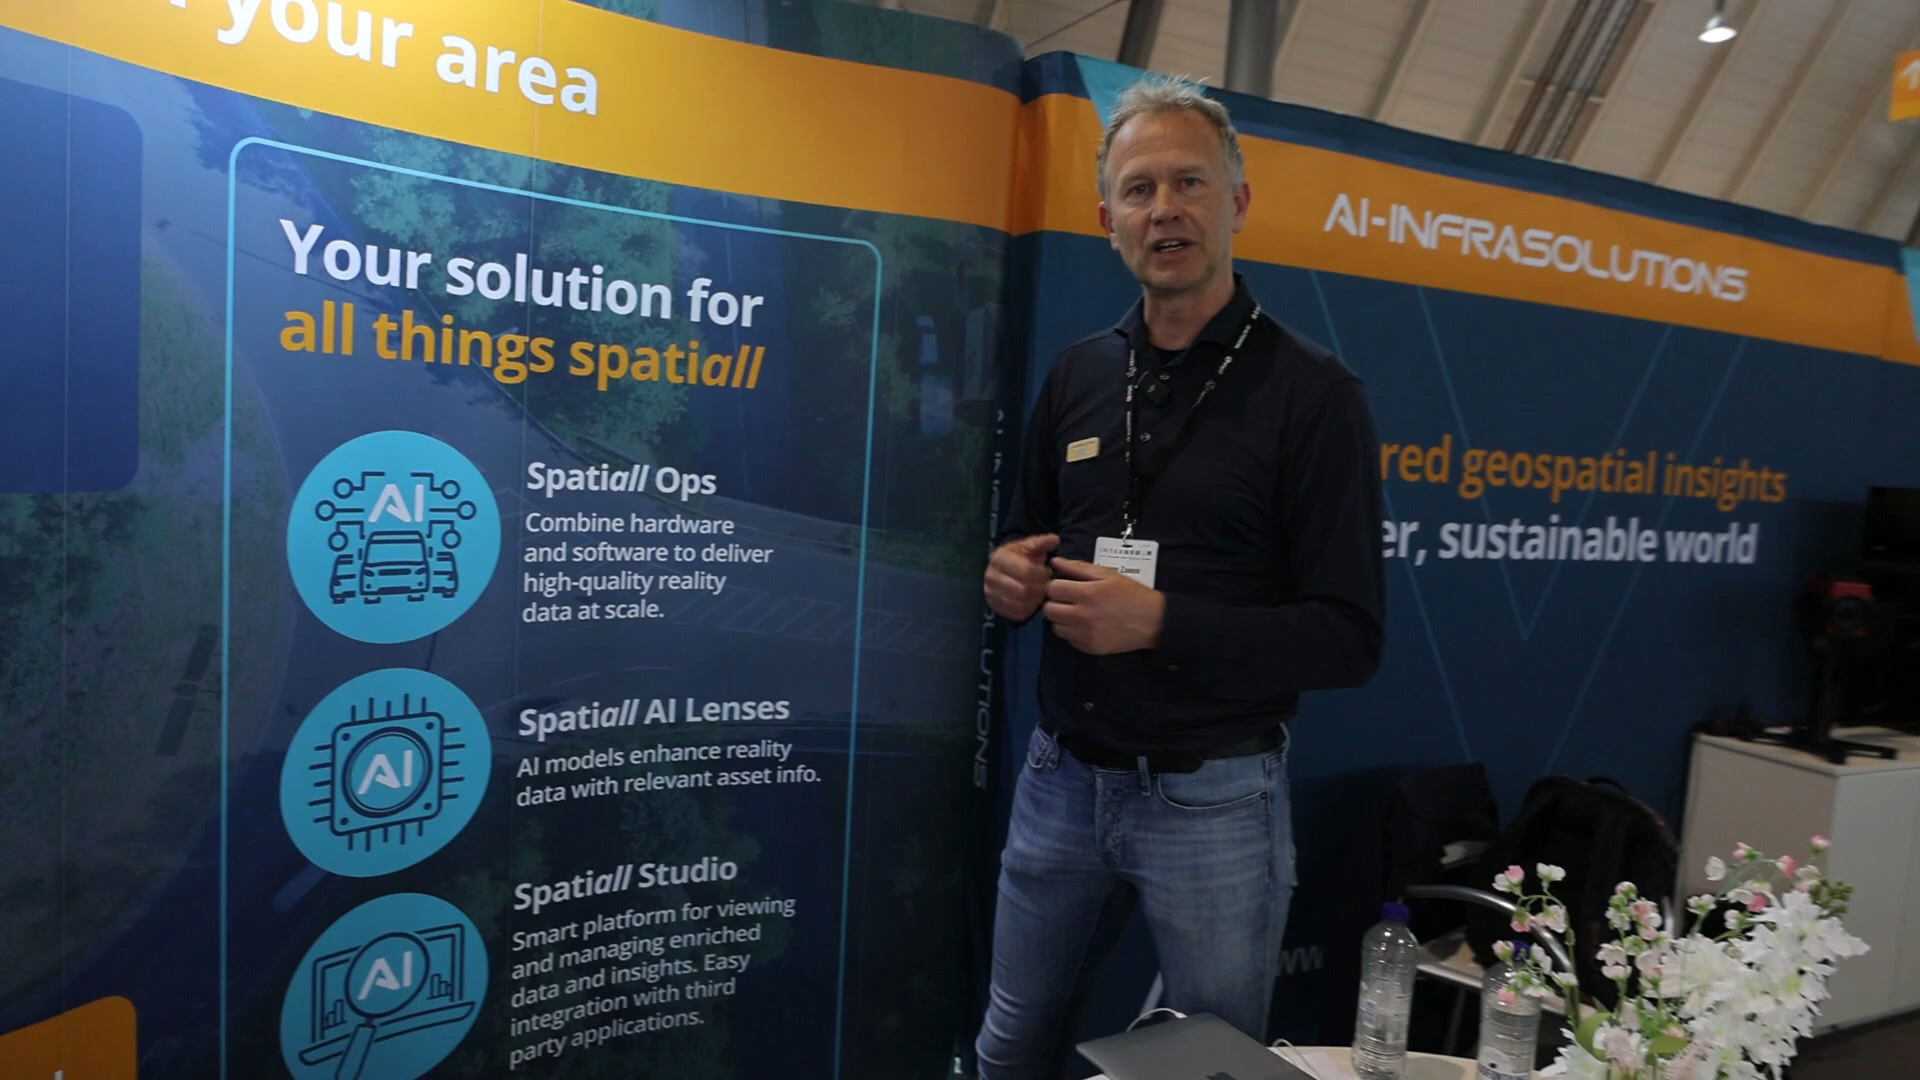 your area
Your solution for
all things spatiall
AI
Spatiall Ops
Combine hardware
and software to deliver
high-quality reality
data at scale.
AI
Spatiall AI Lenses
AI models enhance reality
data with relevant asset info.
AI
Spatiall Studio
Smart platform for viewing
and managing enriched
data and insights. Easy
integration with third
party applications.
AI-INFRASOLUTIONS
red geospatial insights
er, sustainable world
INTERGEO
Zanen
www